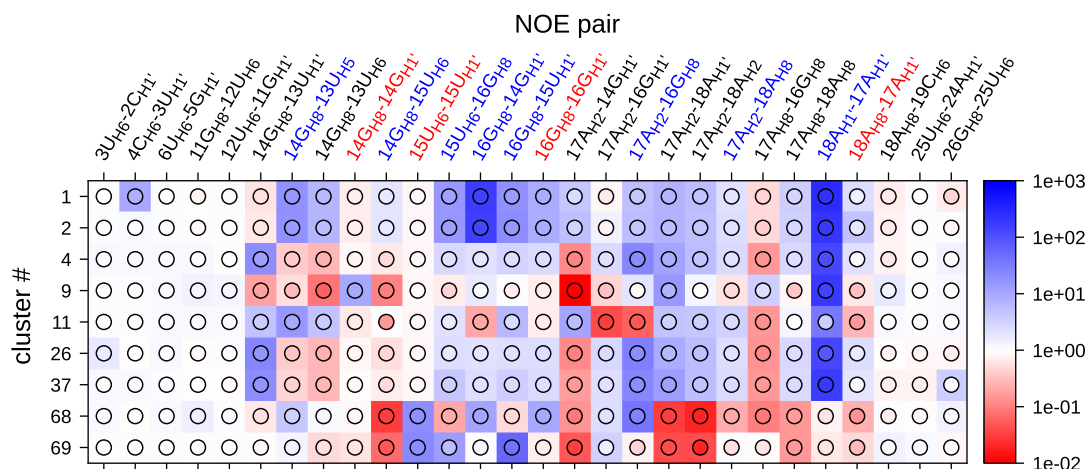 NOE pair
3UH6-2CH1'
4CH6-3UH1'
6UH6-5GH1'
11GH8-12UH6
12UH6-11GH1'
14GH8-13UH1'
14GH8-13UH5
14GH8-13UH6
14GH8-14GH1'
14GH8-15UH6
15UH6-15UH1'
15UH6-16GH8
16GH8-14GH1'
16GH8-15UH1'
16GH8-16GH1'
17AH2-14GH1'
17AH2-16GH1'
17AH2-16GH8
17AH2-18AH1'
17AH2-18AH2
17AH2-18AH8
17AH8-16GH8
17AH8-18AH8
18AH1'-17AH1'
18AH8-17AH1'
18AH8-19CH6
25UH6-24AH1'
26GH8-25UH6
cluster #
1
2
4
9
11
26
37
68
69
1e+03
1e+02
1e+01
1e+00
1e-01
1e-02